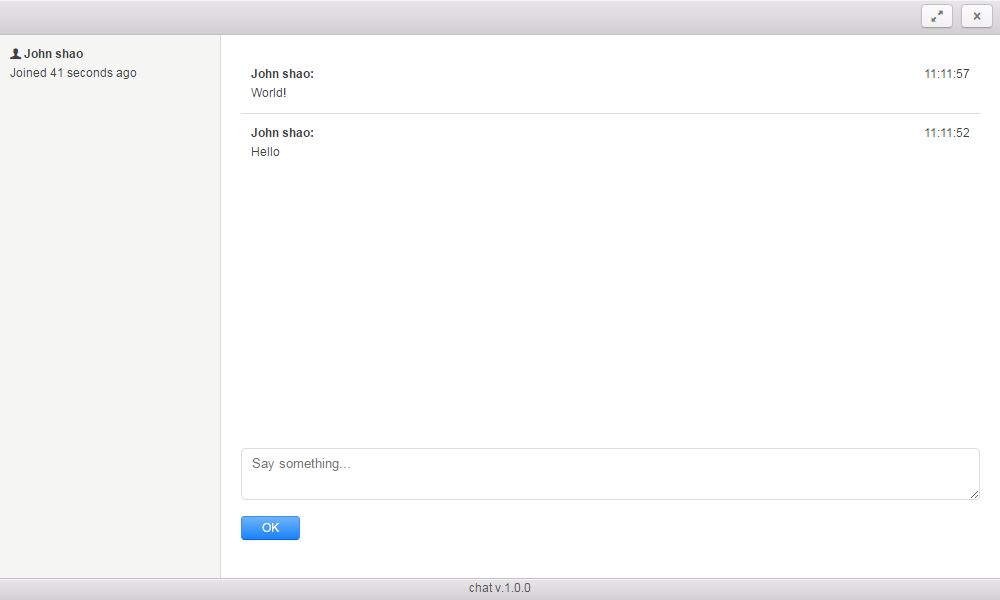 John shao
Joined 41 seconds ago
John shao: 11:11:57
World!
John shao: 11:11:52
Hello
Say something...
OK
chat v.1.0.0